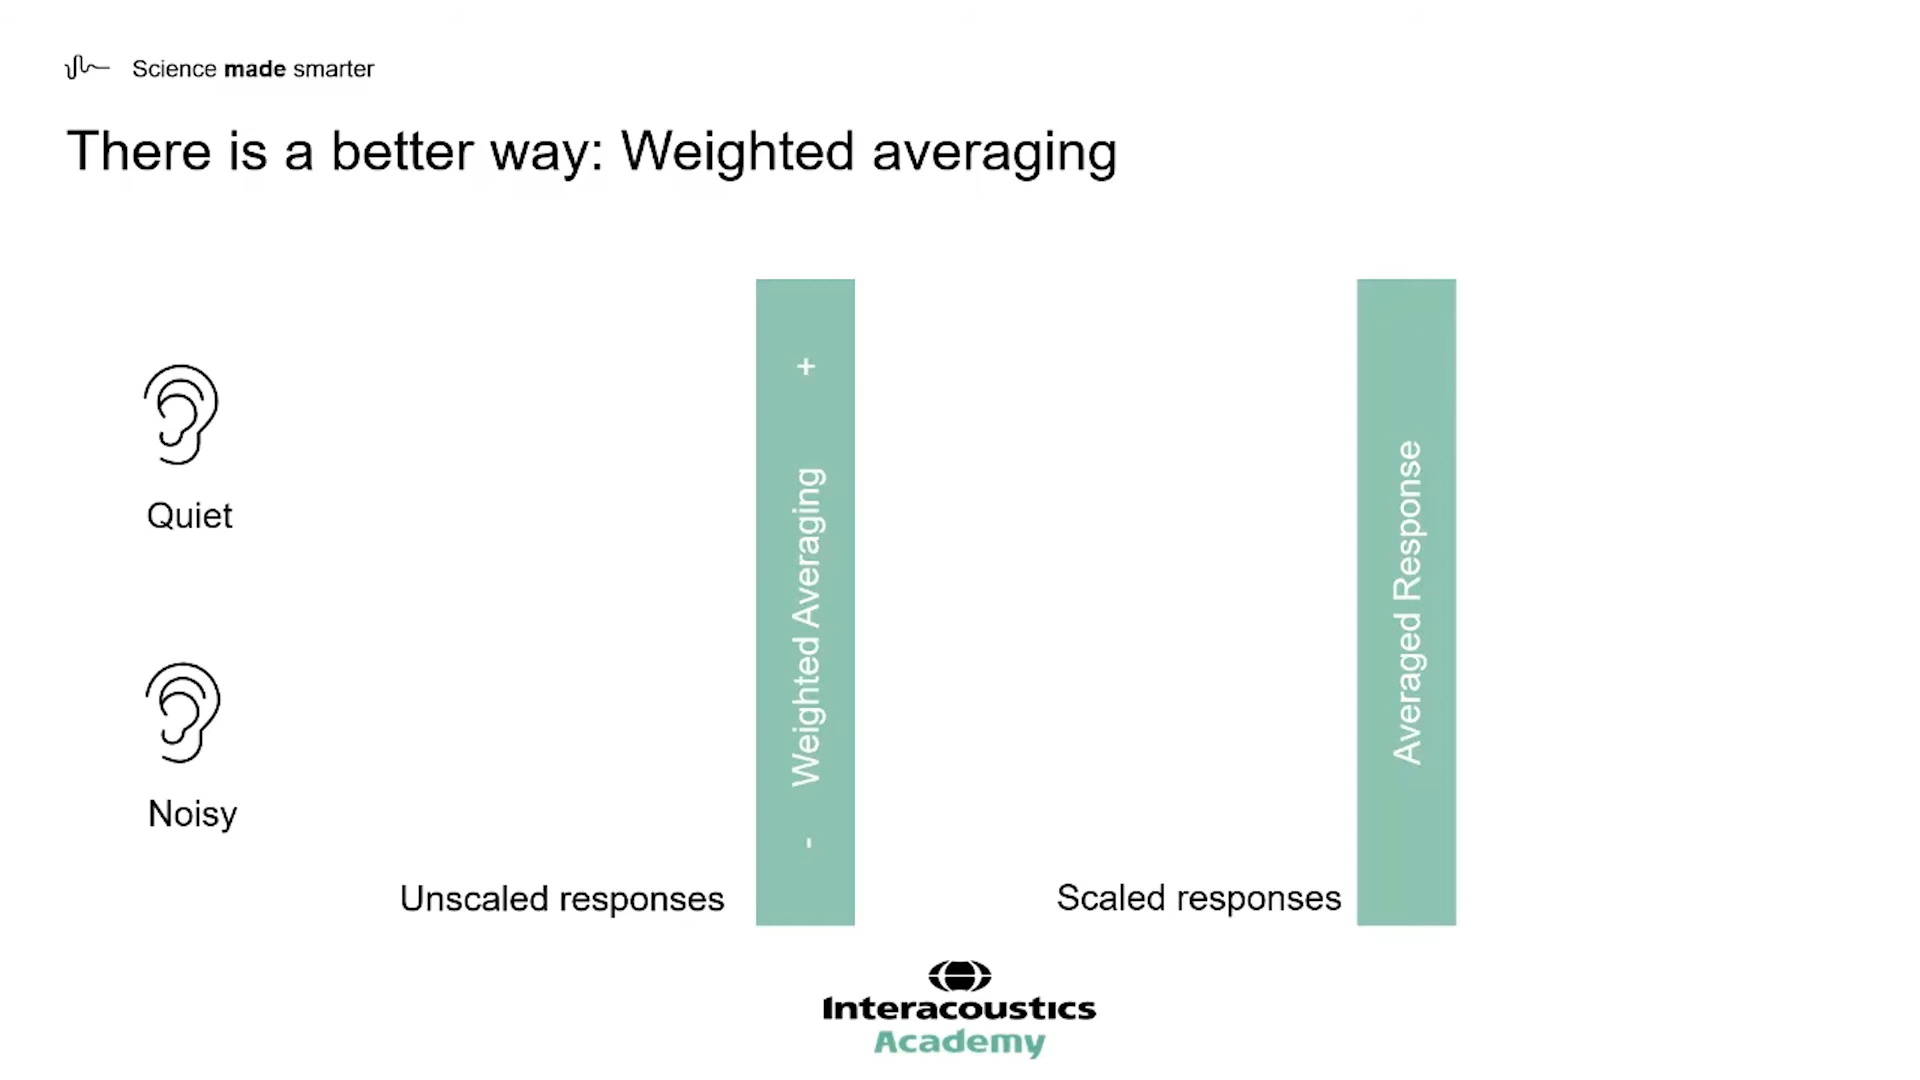 Science made smarter
There is a better way: Weighted averaging
Quiet
Noisy
Unscaled responses
- Weighted Averaging +
Scaled responses
Averaged Response
Interacoustics
Academy